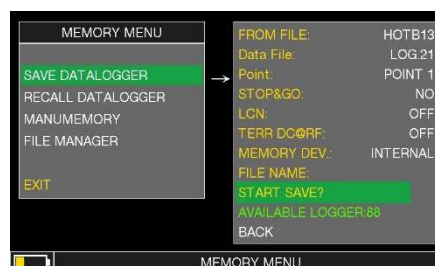 MEMORY MENU
SAVE DATALOGGER
RECALL DATALOGGER
MANUMEMORY
FILE MANAGER
EXIT
→
FROM FILE: HOTB13
Data File: LOG.21
Point: POINT 1
STOP&GO: NO
LCN: OFF
TERR DC@RF: OFF
MEMORY DEV.: INTERNAL
FILE NAME:
START SAVE?
AVAILABLE LOGGER:88
BACK
MEMORY MENU